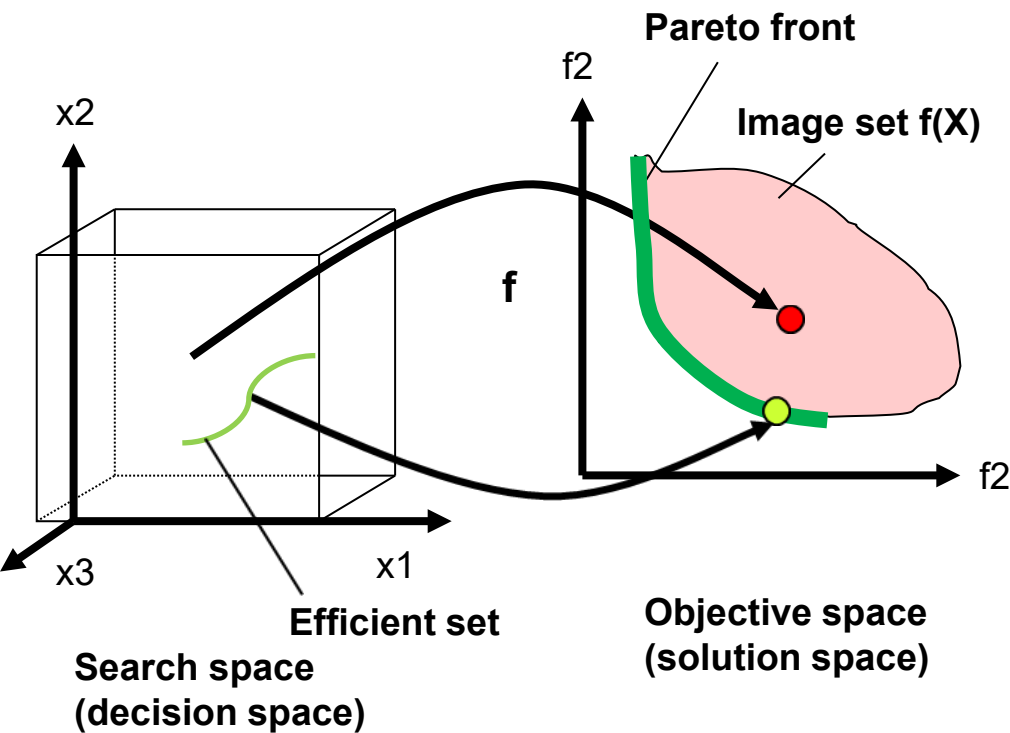 Pareto front
f2
x2
Image set f(X)
f
f2
x3
x1
Efficient set
Objective space
(solution space)
Search space
(decision space)